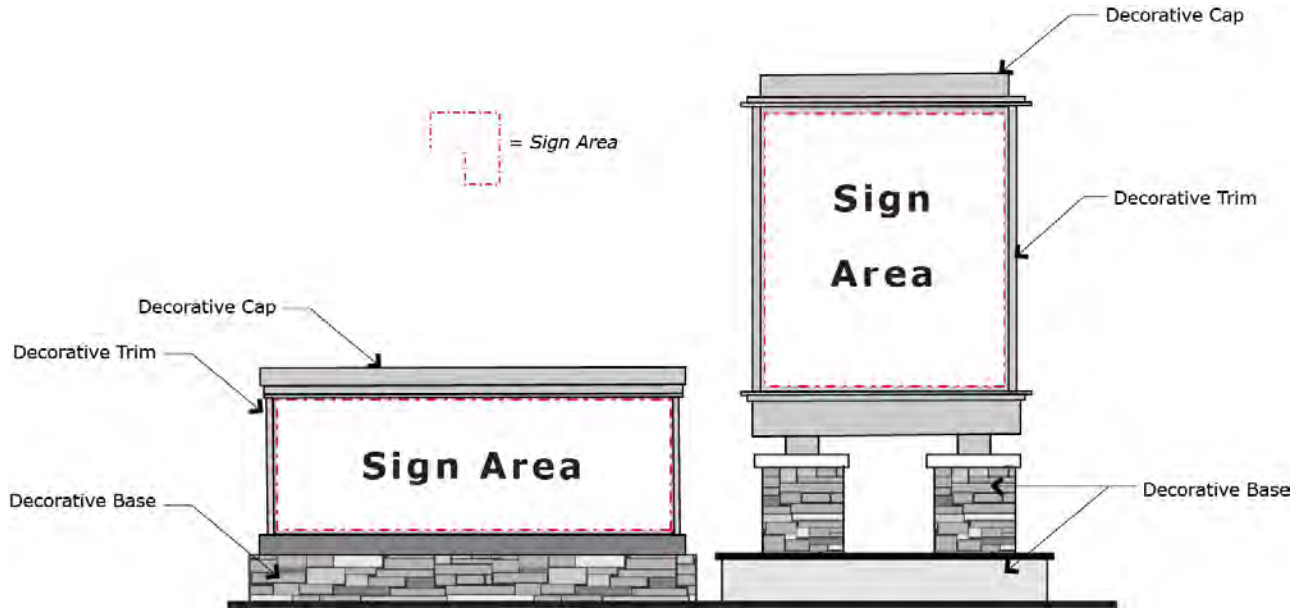 Decorative Cap
= Sign Area
Sign
Area
Decorative Trim
Decorative Cap
Decorative Trim
Sign Area
Decorative Base
Decorative Base